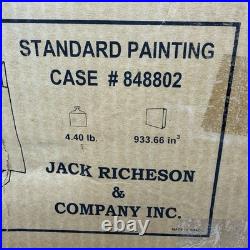 STANDARD PAINTING
CASE # 848802
4.40 lb.
933.66 in³
JACK RICHESON
&
COMPANY INC.